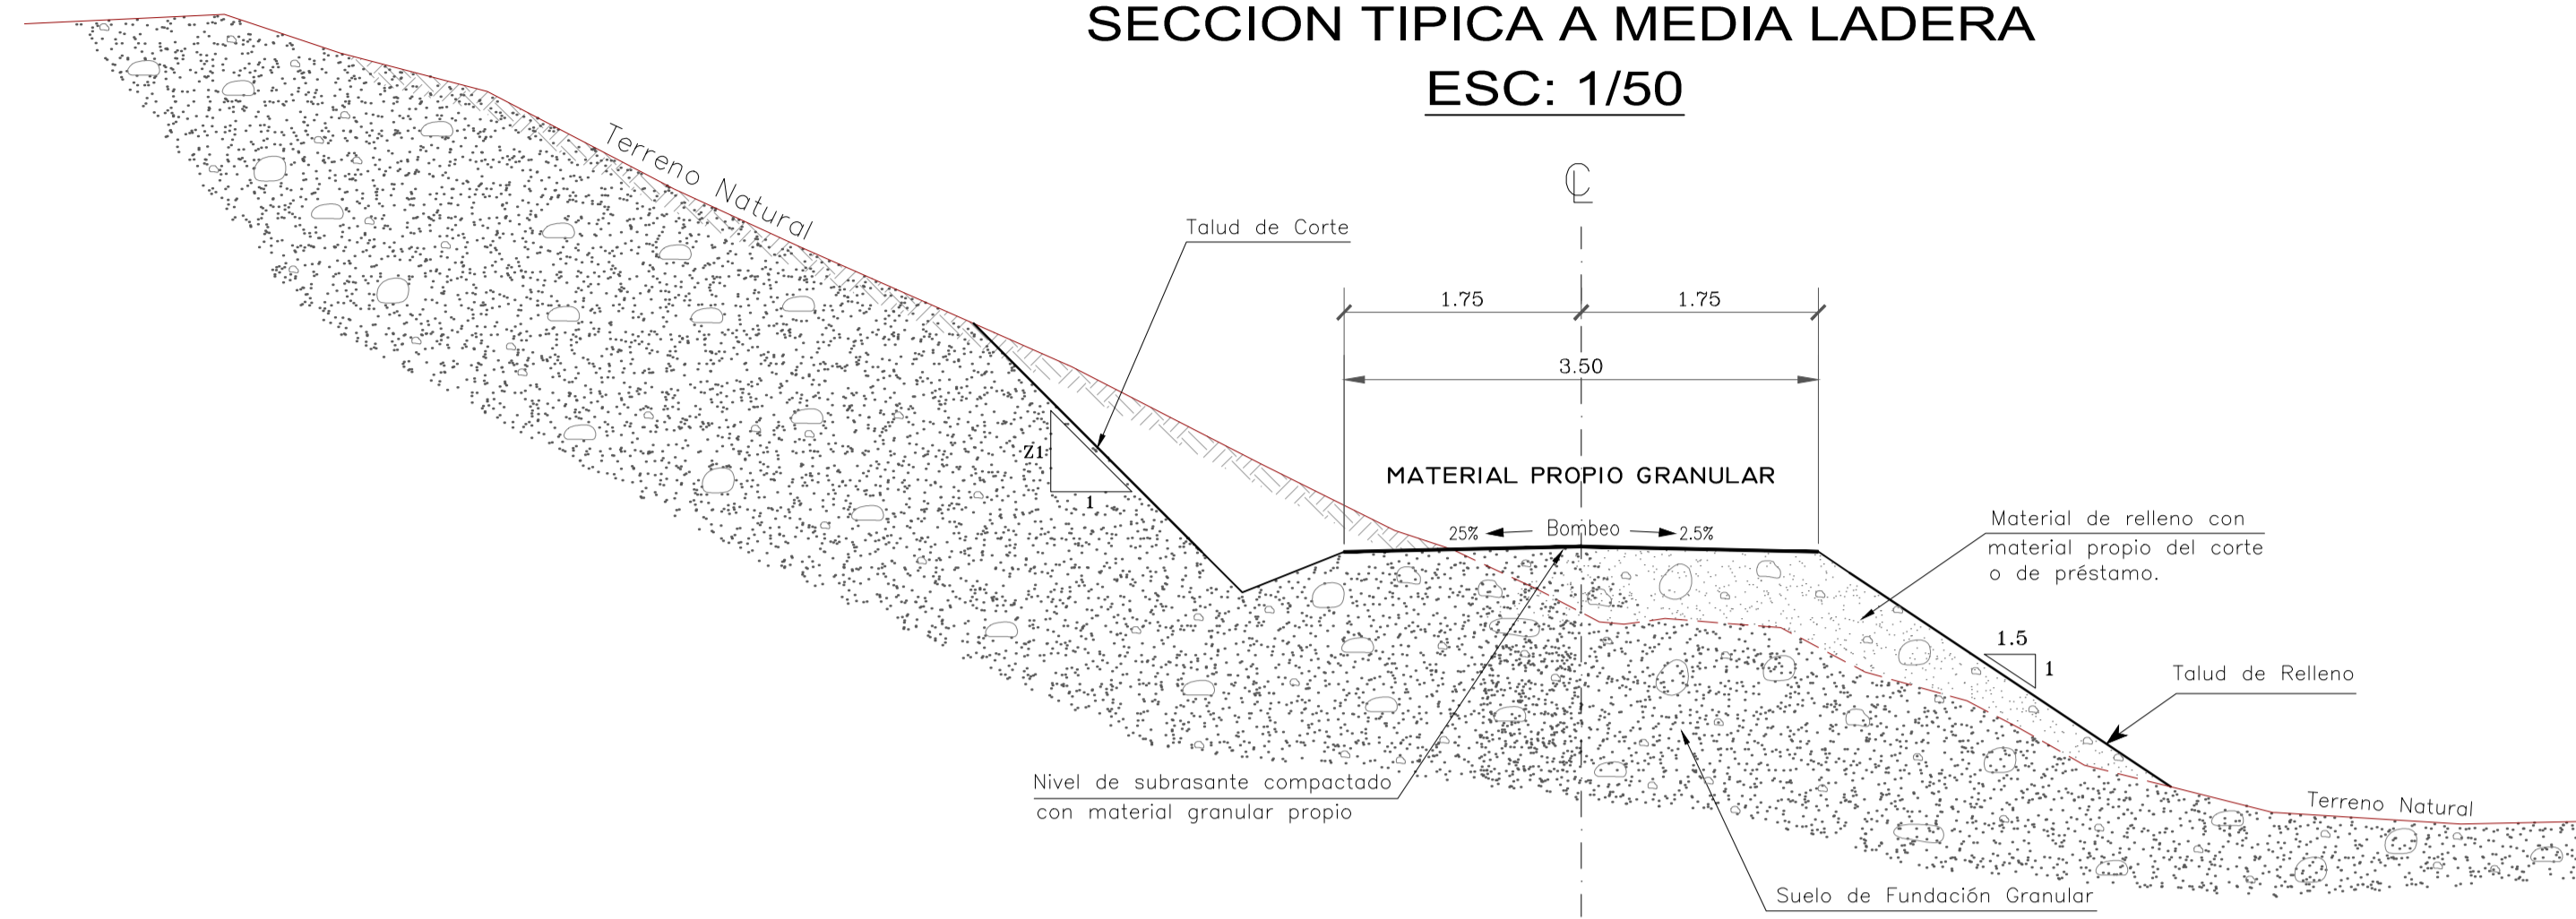 SECCION TIPICA A MEDIA LADERA
ESC: 1/50
Terreno Natural
CL
Talud de Corte
1.75
1.75
3.50
Z1
1
MATERIAL PROPIO GRANULAR
25% Bombeo 2.5%
Material de relleno con
material propio del corte
o de préstamo.
1.5
1
Talud de Relleno
Nivel de subrasante compactado
con material granular propio
Terreno Natural
Suelo de Fundación Granular